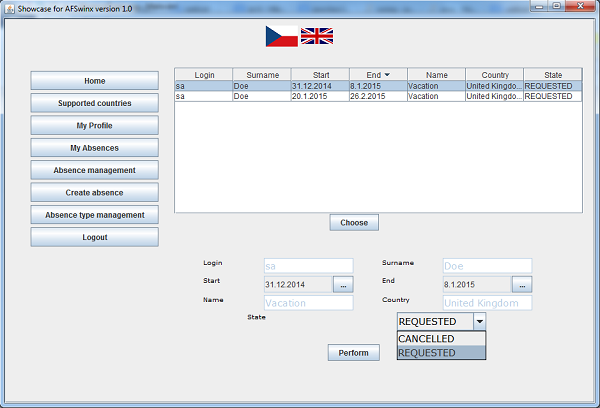 Showcase for AFSwinx version 1.0
Home
Supported countries
My Profile
My Absences
Absence management
Create absence
Absence type management
Logout
Login Surname Start End Name Country State
sa Doe 31.12.2014 8.1.2015 Vacation United Kingdo... REQUESTED
sa Doe 20.1.2015 26.2.2015 Vacation United Kingdo... REQUESTED
Choose
Login sa Surname Doe
Start 31.12.2014 ... End 8.1.2015 ...
Name Vacation Country United Kingdom
State REQUESTED
CANCELLED
REQUESTED
Perform